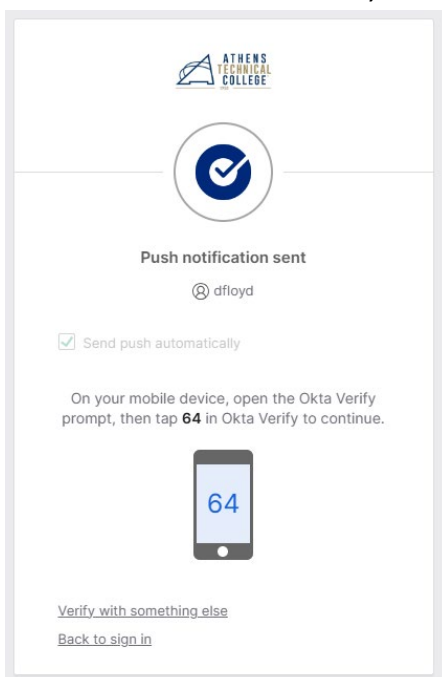 ATHENS
TECHNICAL
COLLEGE
Push notification sent
dfloyd
Send push automatically
On your mobile device, open the Okta Verify
prompt, then tap 64 in Okta Verify to continue.
64
Verify with something else
Back to sign in